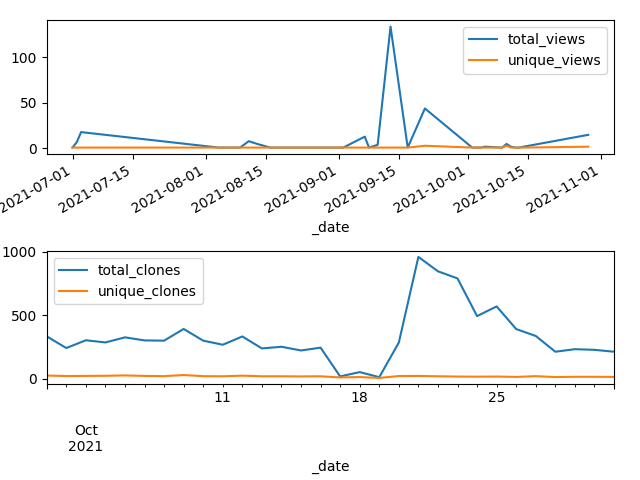 total_views
unique_views
100
50
0
2021-07-01
2021-07-15
2021-08-01
2021-08-15
2021-09-01
2021-09-15
2021-10-01
2021-10-15
2021-11-01
_date
1000
total_clones
unique_clones
500
0
11
18
25
Oct
2021
_date